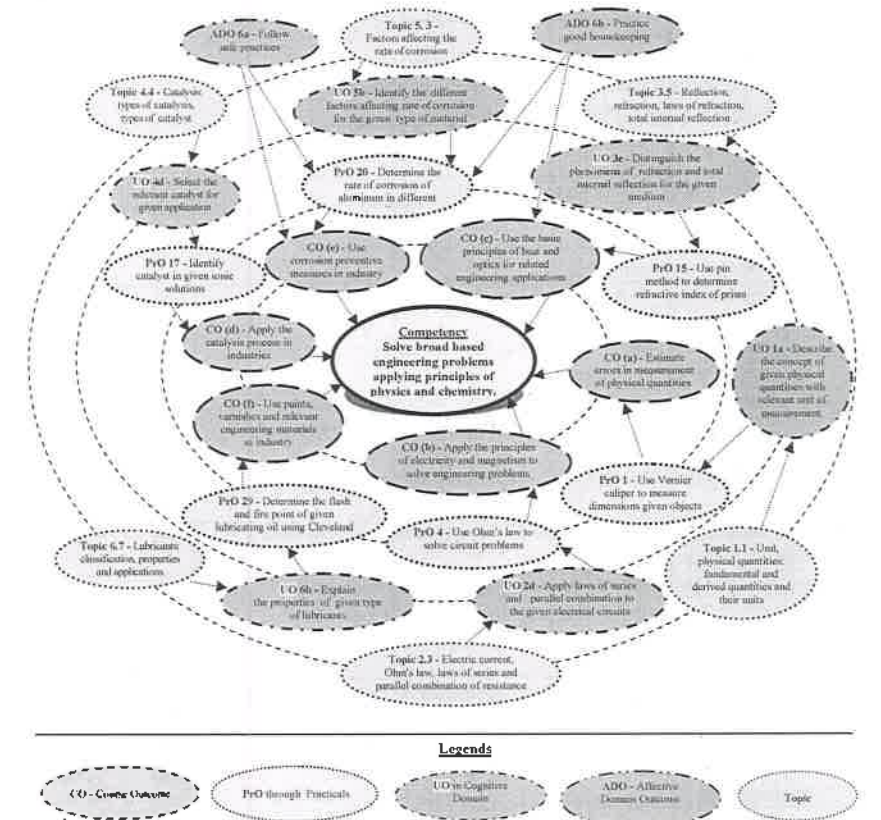 ADO 6a - Follow
safe practices
Topic 5, 3 -
Factors affecting the
rate of corrosion
ADO 6b - Practice
good housekeeping
Topic 4.4 - Catalysis:
types of catalysis,
types of catalyst
UO 5b - Identify the different
factors affecting rate of corrosion
for the given type of material
Topic 3.5 - Reflection,
refraction, laws of refraction,
total internal reflection
UO 4d - Select the
relevant catalyst for
given application
PrO 20 - Determine the
rate of corrosion of
aluminum in different
UO 3e - Distinguish the
phenomena of refraction and total
internal reflection for the given
medium
PrO 17 - Identify
catalyst in given ionic
solutions
CO (e) - Use
corrosion preventive
measures in industry
CO (c) - Use the basic
principles of heat and
optics for related
engineering applications
PrO 15 - Use pin
method to determine
refractive index of prism
CO (d) - Apply the
catalysis process in
industries
Competency
Solve broad based
engineering problems
applying principles of
physics and chemistry.
CO (a) - Estimate
errors in measurement
of physical quantities
UO 1a - Describe
the concept of
given physical
quantities with
relevant unit of
measurement
CO (f) - Use paints,
varnishes and relevant
engineering materials
in industry
CO (b) - Apply the principles
of electricity and magnetism to
solve engineering problems
PrO 1 - Use Vernier
caliper to measure
dimensions given objects
PrO 29 - Determine the flash
and fire point of given
lubricating oil using Cleveland
PrO 4 - Use Ohm's law to
solve circuit problems
Topic 6.7 - Lubricants
classification, properties
and applications
Topic 1.1 - Unit,
physical quantities:
fundamental and
derived quantities and
their units
UO 6h - Explain
the properties of given type
of lubricants
UO 2d - Apply laws of series
and parallel combination to
the given electrical circuits
Topic 2.3 - Electric current,
Ohm's law, laws of series and
parallel combination of resistance
Legends
CO - Course Outcome
PrO through Practicals
UO in Cognitive
Domain
ADO - Affective
Domain Outcome
Topic